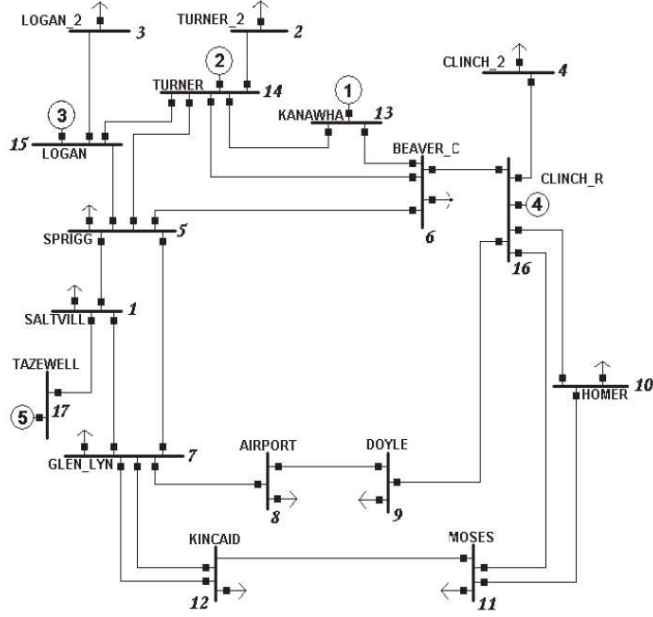 LOGAN_2
3
TURNER_2
2
CLINCH_2
4
TURNER
2
14
KANAWHA
1
13
3
15
LOGAN
BEAVER_C
6
CLINCH_R
4
16
SPRIGG
5
SALTVILL
1
TAZEWELL
5
17
HOMER
10
GLEN_LYN
7
AIRPORT
8
DOYLE
9
KINCAID
12
MOSES
11